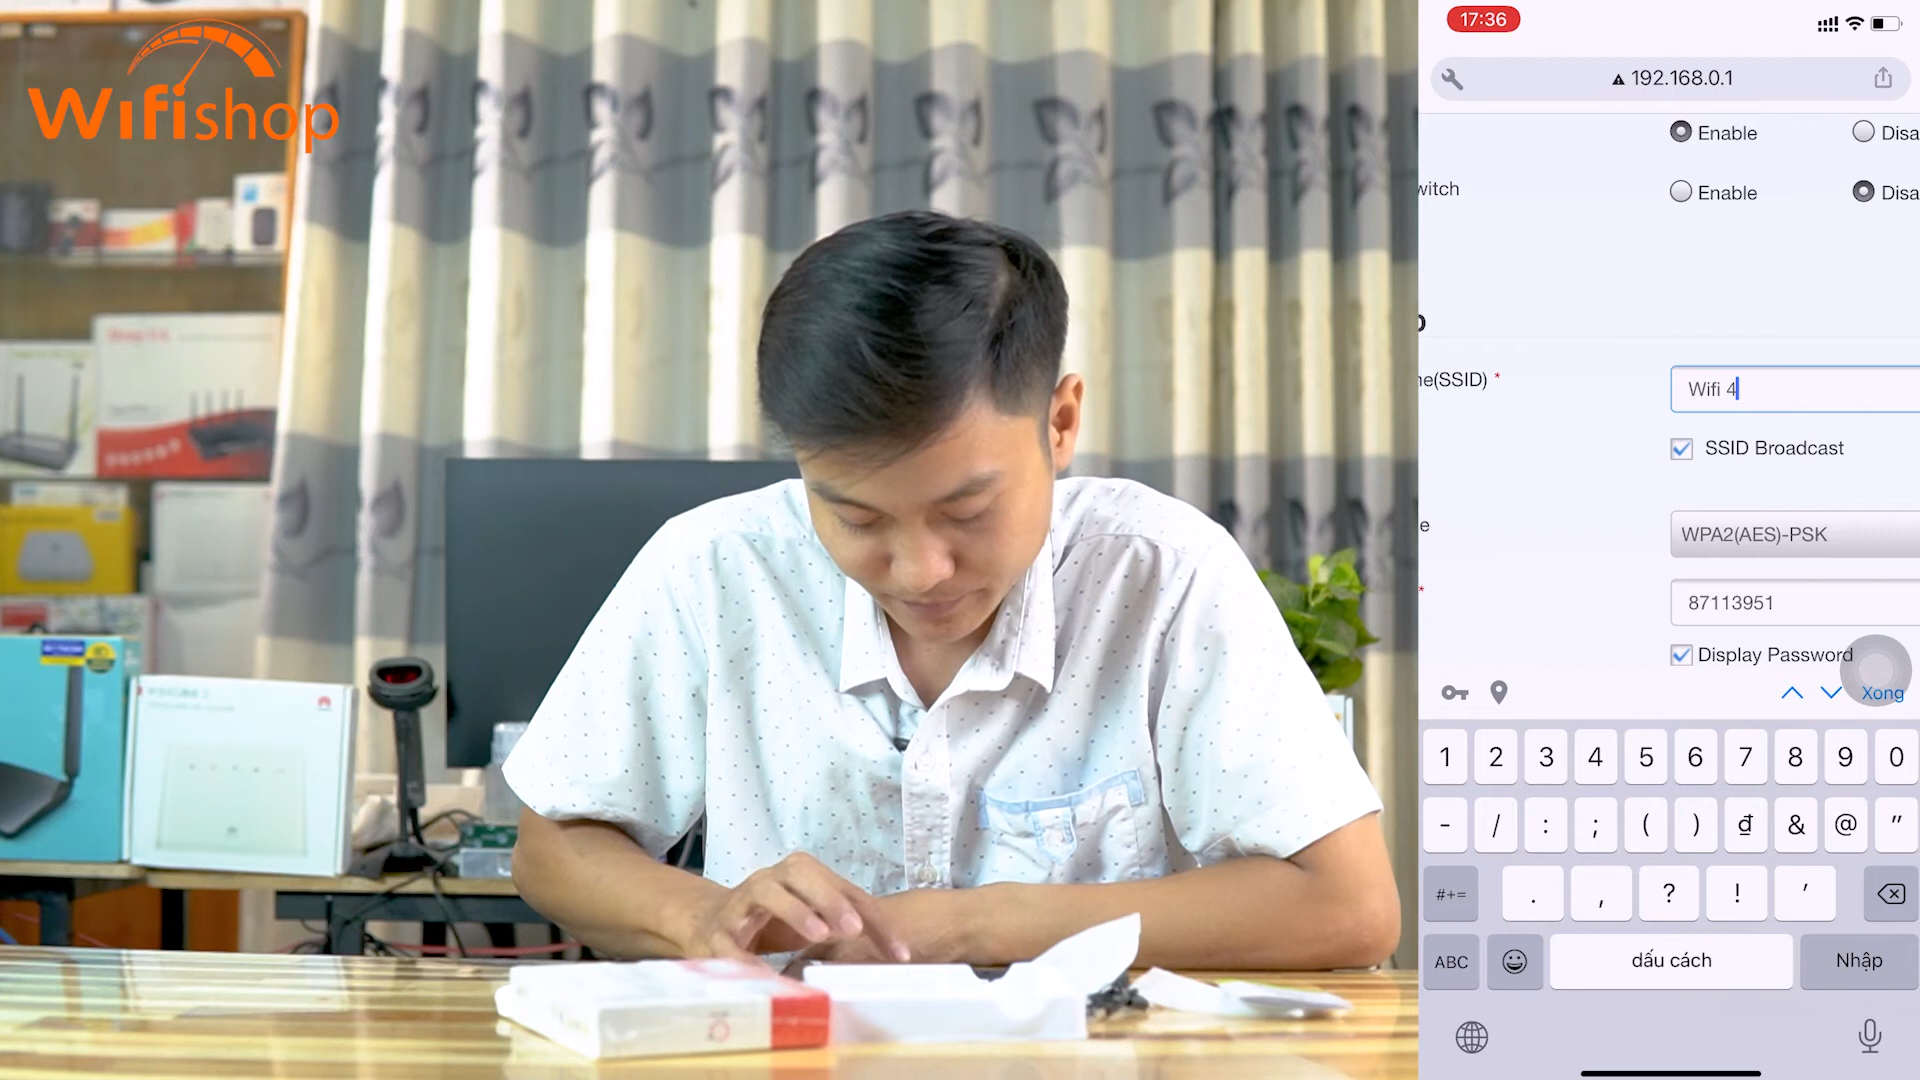 Wifishop
17:36
192.168.0.1
Enable
Disa
witch
Enable
Disa
me(SSID) *
Wifi 4
SSID Broadcast
e
WPA2(AES)-PSK
*
87113951
Display Password
Xong
1 2 3 4 5 6 7 8 9 0
- / : ; ( ) đ & @ "
#+= . , ? ! '
ABC dấu cách Nhập